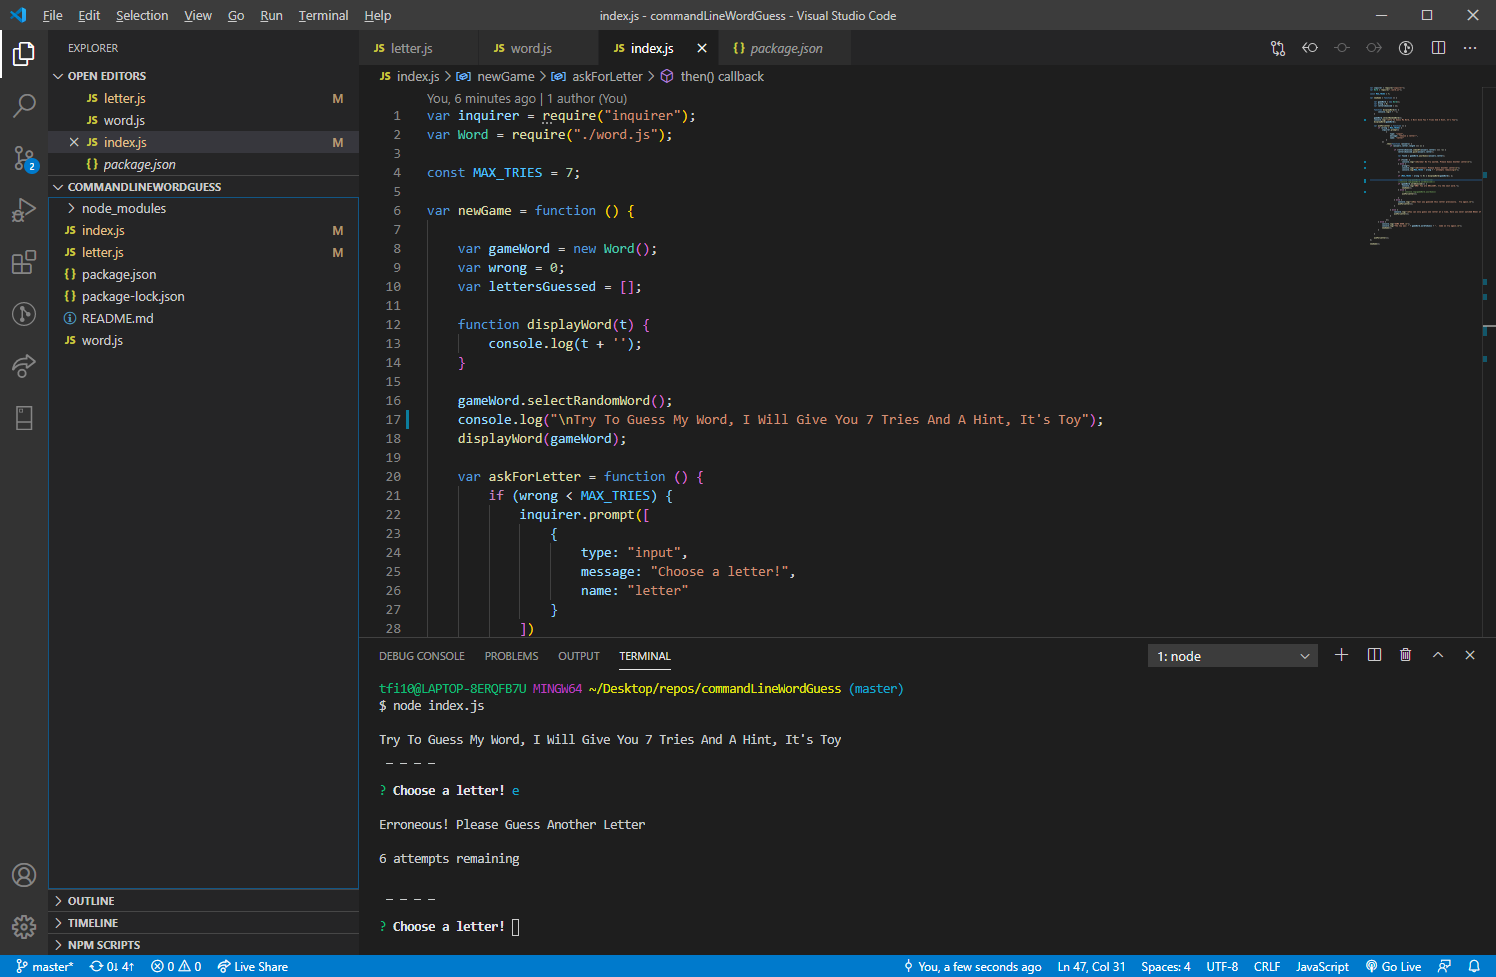 File Edit Selection View Go Run Terminal Help
index.js - commandLineWordGuess - Visual Studio Code
EXPLORER
OPEN EDITORS
JS letter.js M
JS word.js
JS index.js M
{} package.json
COMMANDLINEWORDGUESS
node_modules
JS index.js M
JS letter.js M
{} package.json
{} package-lock.json
README.md
JS word.js
OUTLINE
TIMELINE
NPM SCRIPTS
2
JS letter.js JS word.js JS index.js {} package.json
JS index.js > newGame > askForLetter > then() callback
You, 6 minutes ago | 1 author (You)
1 var inquirer = require("inquirer");
2 var Word = require("./word.js");
3
4 const MAX_TRIES = 7;
5
6 var newGame = function () {
7
8 var gameWord = new Word();
9 var wrong = 0;
10 var lettersGuessed = [];
11
12 function displayWord(t) {
13 console.log(t + '');
14 }
15
16 gameWord.selectRandomWord();
17 console.log("\nTry To Guess My Word, I Will Give You 7 Tries And A Hint, It's Toy");
18 displayWord(gameWord);
19
20 var askForLetter = function () {
21 if (wrong < MAX_TRIES) {
22 inquirer.prompt([
23 {
24 type: "input",
25 message: "Choose a letter!",
26 name: "letter"
27 }
28 ])
DEBUG CONSOLE PROBLEMS OUTPUT TERMINAL
1: node
tfi10@LAPTOP-8ERQFB7U MINGW64 ~/Desktop/repos/commandLineWordGuess (master)
$ node index.js
Try To Guess My Word, I Will Give You 7 Tries And A Hint, It's Toy
_ _ _ _
? Choose a letter! e
Erroneous! Please Guess Another Letter
6 attempts remaining
_ _ _ _
? Choose a letter!
master* 0↓ 4↑ 0 0 Live Share
You, a few seconds ago Ln 47, Col 31 Spaces: 4 UTF-8 CRLF JavaScript Go Live